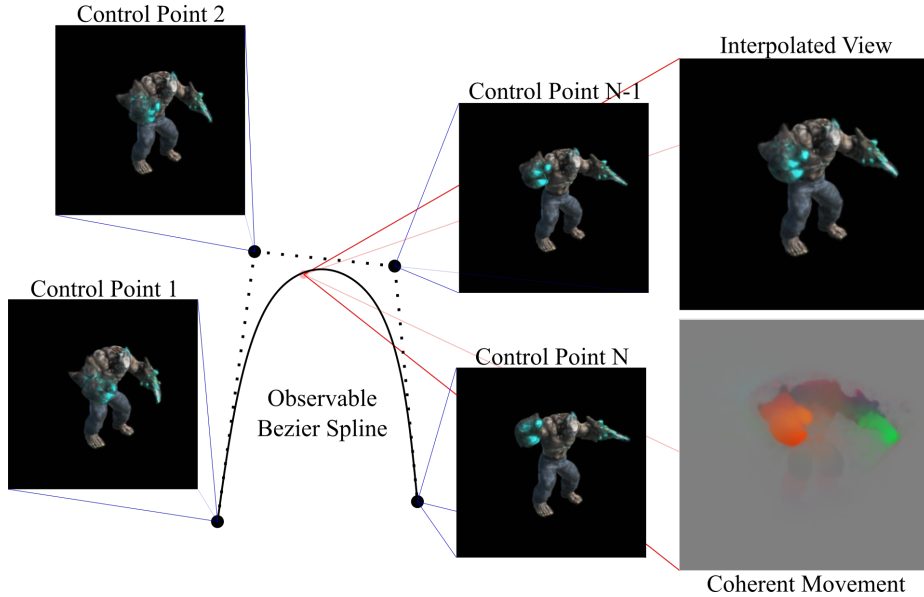 Control Point 2
Interpolated View
Control Point N-1
Control Point 1
Control Point N
Observable
Bezier Spline
Coherent Movement